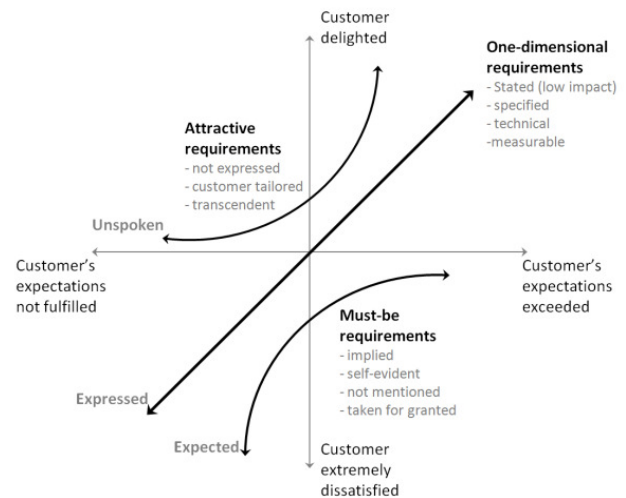 Customer
delighted
One-dimensional
requirements
- Stated (low impact)
- specified
- technical
-measurable
Attractive
requirements
- not expressed
- customer tailored
- transcendent
Unspoken
Customer's
expectations
not fulfilled
Customer's
expectations
exceeded
Must-be
requirements
- implied
- self-evident
- not mentioned
- taken for granted
Expressed
Expected
Customer
extremely
dissatisfied